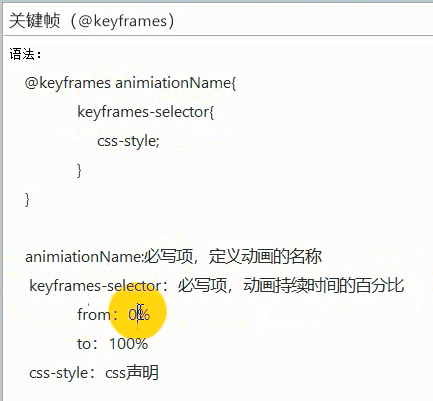 关键帧（@keyframes）
语法：
@keyframes animiationName{
keyframes-selector{
css-style;
}
}
animiationName:必写项，定义动画的名称
keyframes-selector：必写项，动画持续时间的百分比
from：0%
to：100%
css-style：css声明